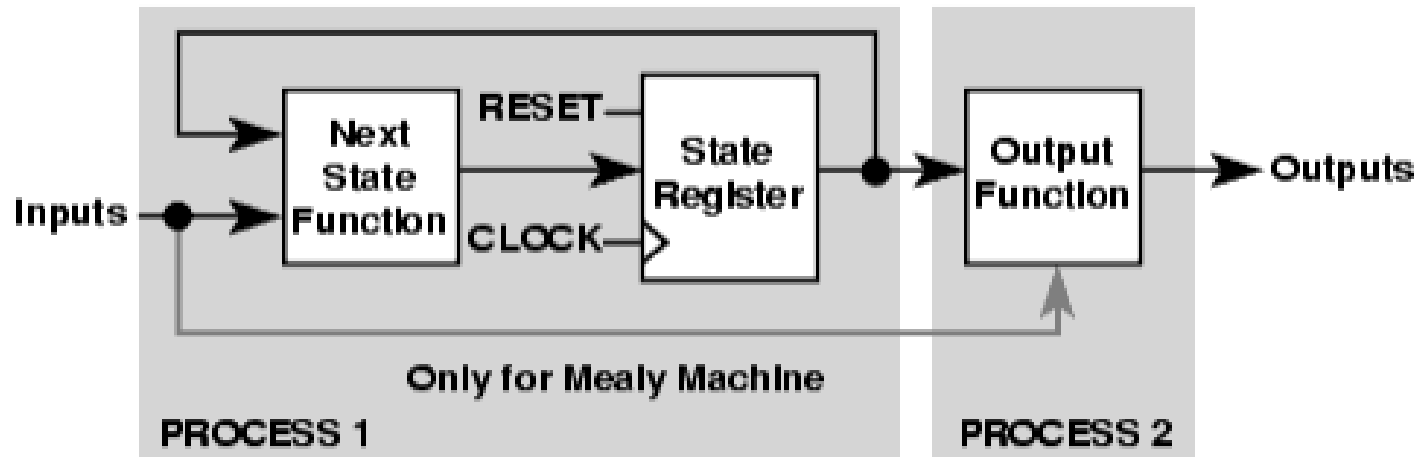 Inputs
Next
State
Function
RESET
CLOCK
State
Register
Output
Function
Outputs
Only for Mealy Machine
PROCESS 1
PROCESS 2